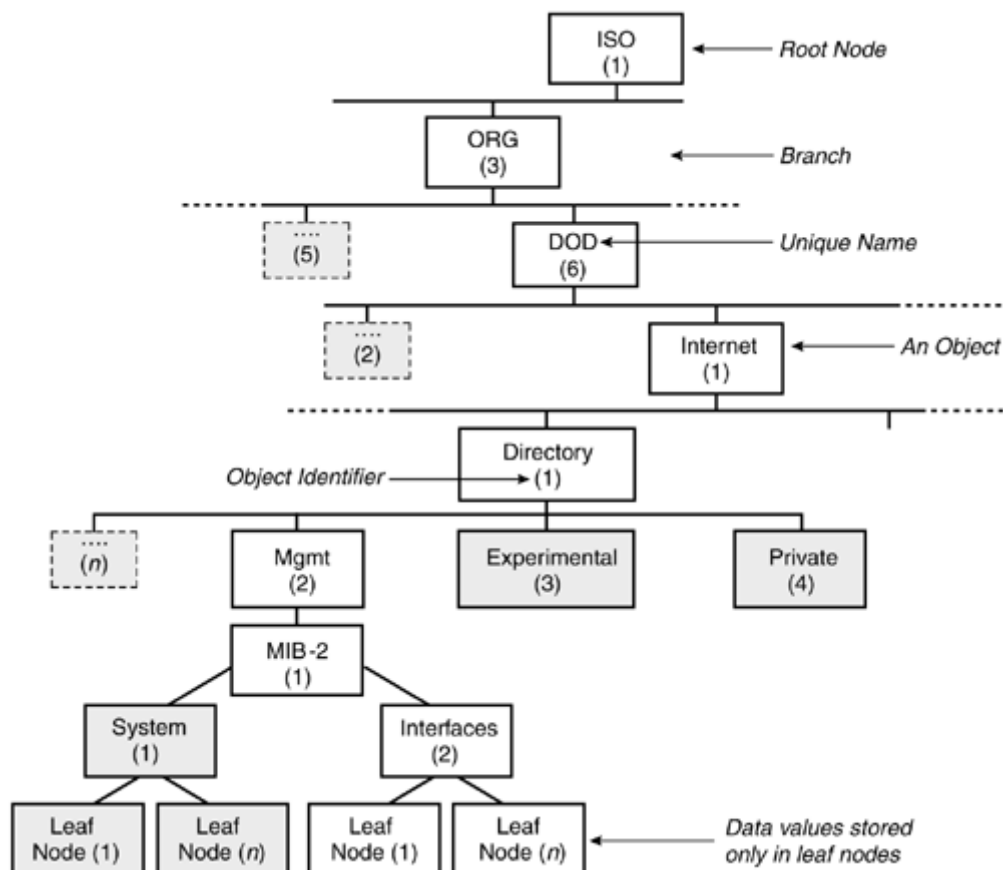 ISO
(1)
Root Node
ORG
(3)
Branch
....
(5)
DOD
(6)
Unique Name
....
(2)
Internet
(1)
An Object
Directory
(1)
Object Identifier
....
(n)
Mgmt
(2)
Experimental
(3)
Private
(4)
MIB-2
(1)
System
(1)
Interfaces
(2)
Leaf
Node (1)
Leaf
Node (n)
Leaf
Node (1)
Leaf
Node (n)
Data values stored
only in leaf nodes